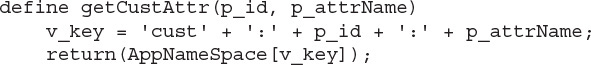 define getCustAttr(p_id, p_attrName)
    v_key = 'cust' + ':' + p_id + ':' + p_attrName;
    return(AppNameSpace[v_key]);